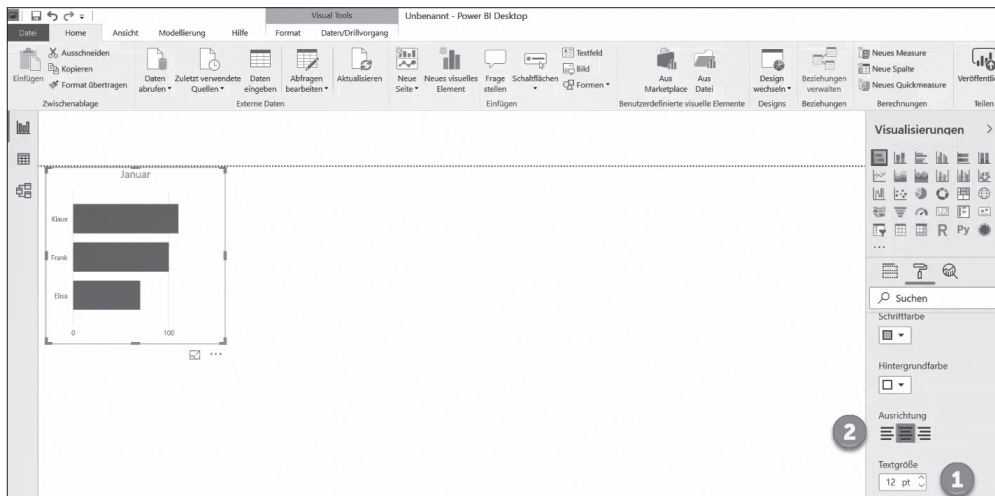 Visual Tools
Unbenannt - Power BI Desktop
Datei Home Ansicht Modellierung Hilfe Format Daten/Drillvorgang
Einfügen
Ausschneiden
Kopieren
Format übertragen
Zwischenablage
Daten abrufen
Zuletzt verwendete Quellen
Daten eingeben
Abfragen bearbeiten
Aktualisieren
Externe Daten
Neue Seite
Neues visuelles Element
Frage stellen
Schaltflächen
Textfeld
Bild
Formen
Einfügen
Aus Marketplace
Aus Datei
Benutzerdefinierte visuelle Elemente
Design wechseln
Designs
Beziehungen verwalten
Beziehungen
Neues Measure
Neue Spalte
Neues Quickmeasure
Berechnungen
Veröffentli
Teilen
Januar
Klaus
Frank
Elisa
0 100
Visualisierungen
R Py
Suchen
Schriftfarbe
Hintergrundfarbe
Ausrichtung
2
Textgröße
12 pt
1